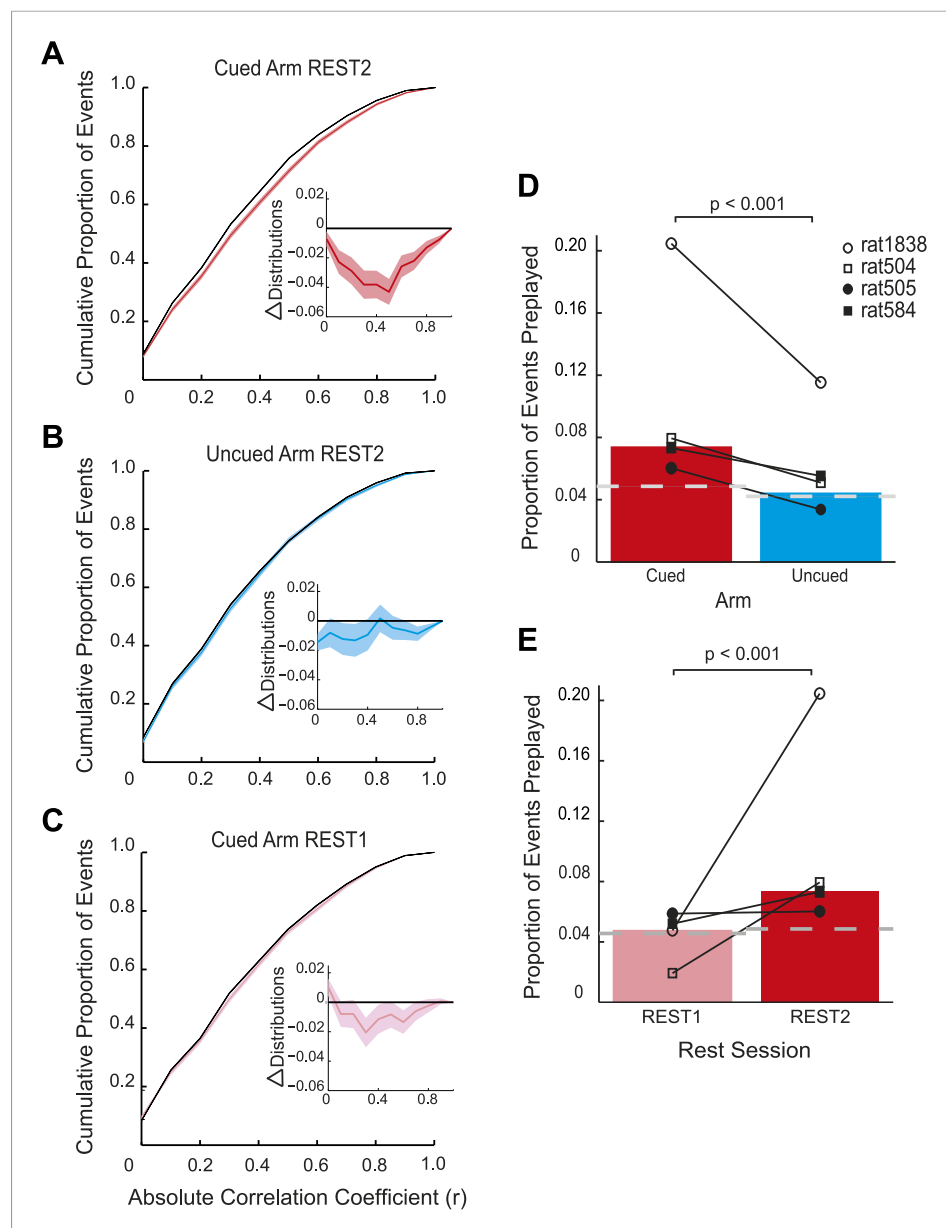 A
Cued Arm REST2
Cumulative Proportion of Events
1.0
0.8
0.6
0.4
0.2
0
0.2
0.4
0.6
0.8
1.0
△Distributions
0.02
0
−0.02
−0.04
−0.06
0
0.4
0.8
B
Uncued Arm REST2
Cumulative Proportion of Events
1.0
0.8
0.6
0.4
0.2
0
0.2
0.4
0.6
0.8
1.0
△Distributions
0.02
0
−0.02
−0.04
−0.06
0
0.4
0.8
C
Cued Arm REST1
Cumulative Proportion of Events
1.0
0.8
0.6
0.4
0.2
0
0.2
0.4
0.6
0.8
1.0
△Distributions
0.02
0
−0.02
−0.04
−0.06
0
0.4
0.8
Absolute Correlation Coefficient (r)
D
p < 0.001
rat1838
rat504
rat505
rat584
Proportion of Events Preplayed
0.20
0.16
0.12
0.08
0.04
0
Cued
Uncued
Arm
E
p < 0.001
Proportion of Events Preplayed
0.20
0.16
0.12
0.08
0.04
0
REST1
REST2
Rest Session